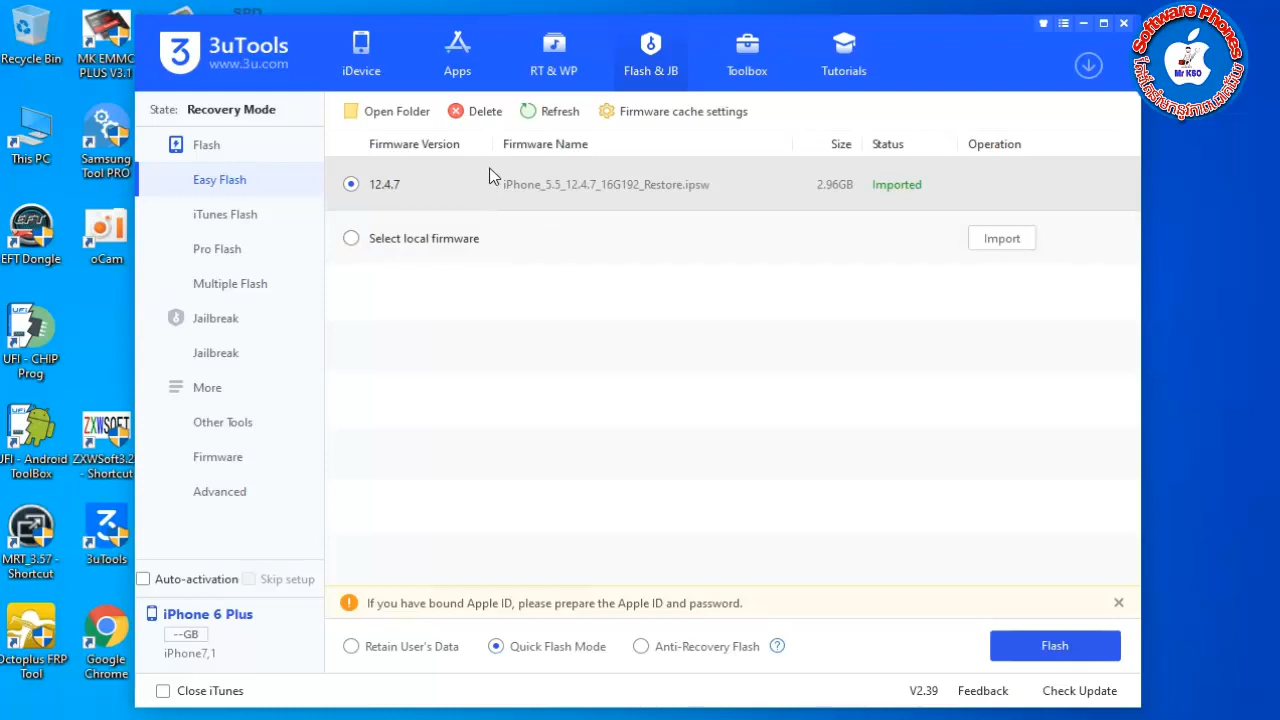 Recycle Bin
MK EMMC
PLUS V3.1
This PC
Samsung
Tool PRO
EFT Dongle
oCam
UFI - CHIP
Prog
UFI - Android
ToolBox
ZXWSOFT
ZXWSoft3.2
- Shortcut
MRT_3.57 -
Shortcut
3uTools
Octoplus FRP
Tool
Google
Chrome
3
3uTools
www.3u.com
iDevice
Apps
RT & WP
Flash & JB
Toolbox
Tutorials
State: Recovery Mode
Open Folder
Delete
Refresh
Firmware cache settings
Flash
Easy Flash
iTunes Flash
Pro Flash
Multiple Flash
Jailbreak
Jailbreak
More
Other Tools
Firmware
Advanced
Firmware Version
Firmware Name
Size
Status
Operation
12.4.7
iPhone_5.5_12.4.7_16G192_Restore.ipsw
2.96GB
Imported
Select local firmware
Import
Auto-activation
Skip setup
iPhone 6 Plus
--GB
iPhone7,1
If you have bound Apple ID, please prepare the Apple ID and password.
Retain User's Data
Quick Flash Mode
Anti-Recovery Flash
Flash
Close iTunes
V2.39
Feedback
Check Update
Software Phones
Mr KSO